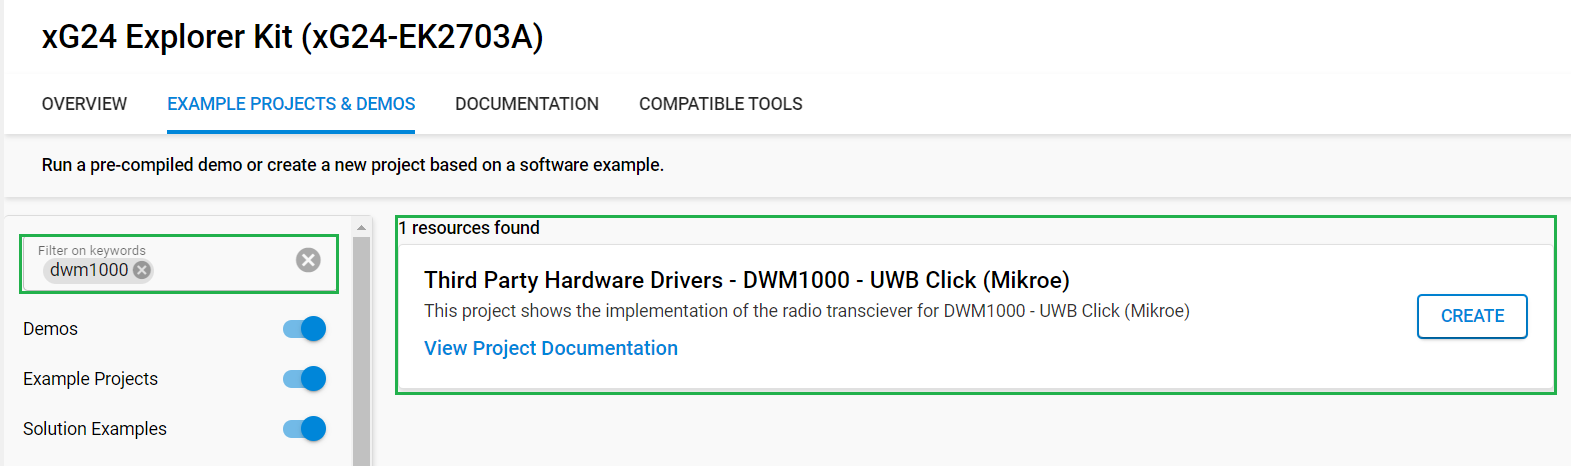 xG24 Explorer Kit (xG24-EK2703A)
OVERVIEW EXAMPLE PROJECTS & DEMOS DOCUMENTATION COMPATIBLE TOOLS
Run a pre-compiled demo or create a new project based on a software example.
Filter on keywords
dwm1000
Demos
Example Projects
Solution Examples
1 resources found
Third Party Hardware Drivers - DWM1000 - UWB Click (Mikroe)
This project shows the implementation of the radio transciever for DWM1000 - UWB Click (Mikroe)
View Project Documentation
CREATE